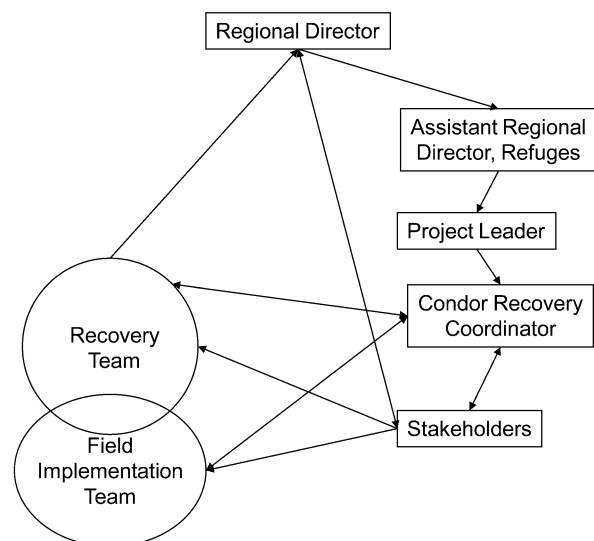 Regional Director
Assistant Regional
Director, Refuges
Project Leader
Condor Recovery
Coordinator
Recovery
Team
Stakeholders
Field
Implementation
Team